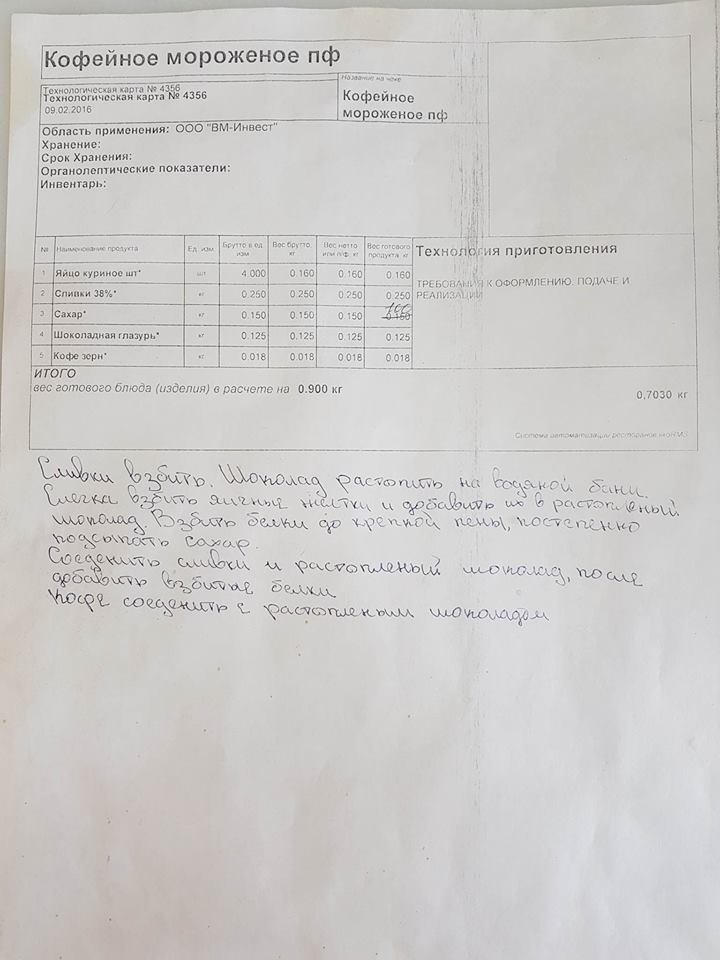 Кофейное мороженое пф
Технологическая карта № 4356
Технологическая карта № 4356
09.02.2016
Название на чеке
Кофейное
мороженое пф
Область применения: ООО "ВМ-Инвест"
Хранение:
Срок Хранения:
Органолептические показатели:
Инвентарь:
№ Наименование продукта Ед. изм. Брутто в ед. изм. Вес брутто, кг Вес нетто или п/ф, кг Вес готового продукта, кг
1 Яйцо куриное шт* шт 4.000 0.160 0.160 0.160
2 Сливки 38%* кг 0.250 0.250 0.250 0.250
3 Сахар* кг 0.150 0.150 0.150 0.150 100
4 Шоколадная глазурь* кг 0.125 0.125 0.125 0.125
5 Кофе зерн* кг 0.018 0.018 0.018 0.018
Технология приготовления
ТРЕБОВАНИЯ К ОФОРМЛЕНИЮ, ПОДАЧЕ И
РЕАЛИЗАЦИИ
ИТОГО
вес готового блюда (изделия) в расчете на 0.900 кг
0,7030 кг
Система автоматизации ресторанов iikoRMS
Сливки взбить. Шоколад растопить на водяной бани.
Слегка взбить яичные желтки и добавить их в растопленый
шоколад. Взбить белки до крепкой пены, постепенно
подсыпать сахар.
Соеденить сливки и растопленый шоколад, после
добавить взбитые белки
Кофе соеденить с растопленым шоколадом